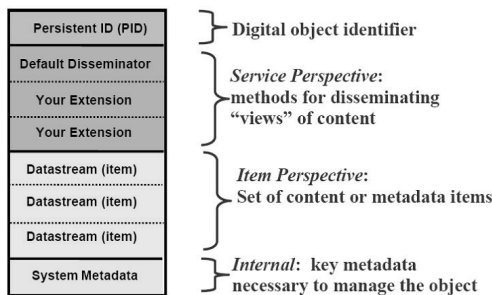 Persistent ID (PID)
Digital object identifier
Default Disseminator
Your Extension
Your Extension
Service Perspective:
methods for disseminating
“views” of content
Datastream (item)
Datastream (item)
Datastream (item)
Item Perspective:
Set of content or metadata items
System Metadata
Internal: key metadata
necessary to manage the object